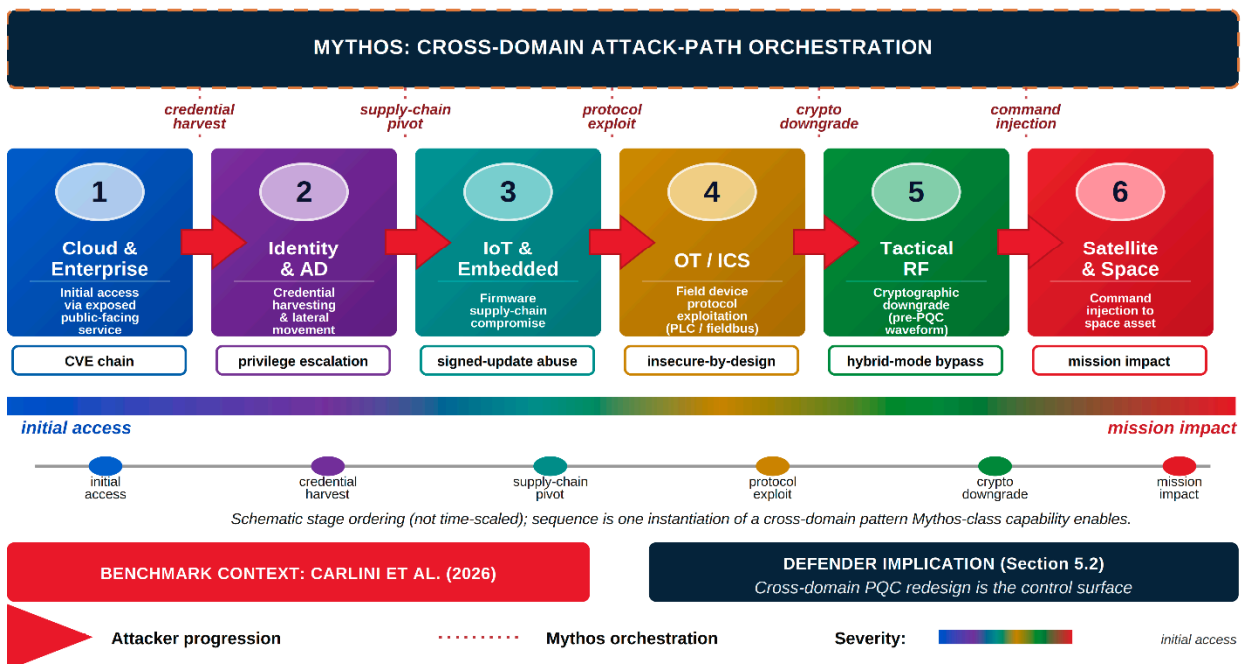 MYTHOS: CROSS-DOMAIN ATTACK-PATH ORCHESTRATION
credential
harvest
supply-chain
pivot
protocol
exploit
crypto
downgrade
command
injection
1
Cloud &
Enterprise
Initial access
via exposed
public-facing
service
CVE chain
2
Identity
& AD
Credential
harvesting
& lateral
movement
privilege escalation
3
IoT &
Embedded
Firmware
supply-chain
compromise
signed-update abuse
4
OT / ICS
Field device
protocol
exploitation
(PLC / fieldbus)
insecure-by-design
5
Tactical
RF
Cryptographic
downgrade
(pre-PQC
waveform)
hybrid-mode bypass
6
Satellite
& Space
Command
injection to
space asset
mission impact
initial access
mission impact
initial
access
credential
harvest
supply-chain
pivot
protocol
exploit
crypto
downgrade
mission
impact
Schematic stage ordering (not time-scaled); sequence is one instantiation of a cross-domain pattern Mythos-class capability enables.
BENCHMARK CONTEXT: CARLINI ET AL. (2026)
DEFENDER IMPLICATION (Section 5.2)
Cross-domain PQC redesign is the control surface
Attacker progression
Mythos orchestration
Severity:
initial access